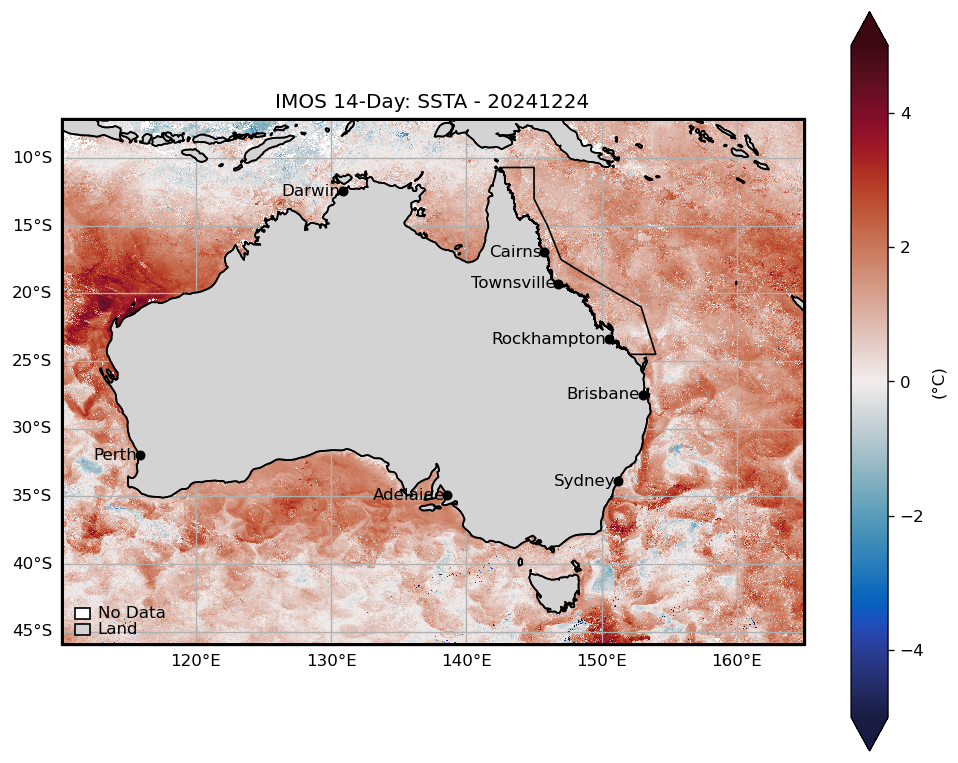 IMOS 14-Day: SSTA - 20241224
10°S
15°S
20°S
25°S
30°S
35°S
40°S
45°S
Darwin
Cairns
Townsville
Rockhampton
Brisbane
Perth
Sydney
Adelaide
No Data
Land
120°E
130°E
140°E
150°E
160°E
4
2
0
−2
−4
(°C)